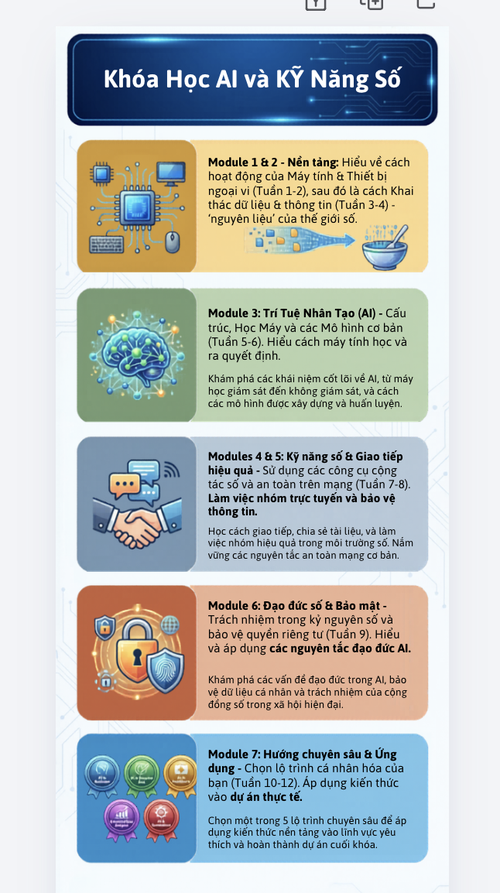 Khóa Học AI và KỸ Năng Số
Module 1 & 2 - Nền tảng: Hiểu về cách
hoạt động của Máy tính & Thiết bị
ngoại vi (Tuần 1-2), sau đó là cách Khai
thác dữ liệu & thông tin (Tuần 3-4) -
‘nguyên liệu’ của thế giới số.
Module 3: Trí Tuệ Nhân Tạo (AI) - Cấu
trúc, Học Máy và các Mô hình cơ bản
(Tuần 5-6). Hiểu cách máy tính học và
ra quyết định.
Khám phá các khái niệm cốt lõi về AI, từ máy
học giám sát đến không giám sát, và cách
các mô hình được xây dựng và huấn luyện.
Modules 4 & 5: Kỹ năng số & Giao tiếp
hiệu quả - Sử dụng các công cụ cộng
tác số và an toàn trên mạng (Tuần 7-8).
Làm việc nhóm trực tuyến và bảo vệ
thông tin.
Học cách giao tiếp, chia sẻ tài liệu, và làm
việc nhóm hiệu quả trong môi trường số. Nắm
vững các nguyên tắc an toàn mạng cơ bản.
Module 6: Đạo đức số & Bảo mật -
Trách nhiệm trong kỷ nguyên số và
bảo vệ quyền riêng tư (Tuần 9). Hiểu
và áp dụng các nguyên tắc đạo đức AI.
Khám phá các vấn đề đạo đức trong AI, bảo
vệ dữ liệu cá nhân và trách nhiệm của cộng
đồng số trong xã hội hiện đại.
Module 7: Hướng chuyên sâu & Ứng
dụng - Chọn lộ trình cá nhân hóa của
bạn (Tuần 10-12). Áp dụng kiến thức
vào dự án thực tế.
Chọn một trong 5 lộ trình chuyên sâu để áp
dụng kiến thức nền tảng vào lĩnh vực yêu
thích và hoàn thành dự án cuối khóa.